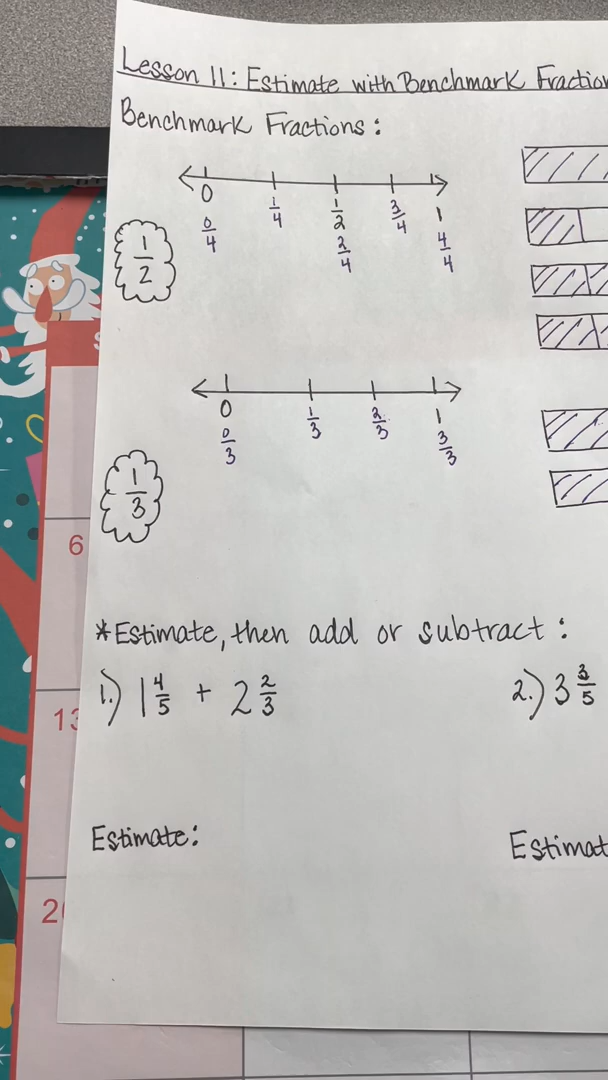 Lesson 11: Estimate with Benchmark Fraction
Benchmark Fractions:
0 1/4 1/2 3/4 1
0/4 2/4 4/4
1/2
0 1/3 2/3 1
0/3 3/3
1/3
*Estimate, then add or subtract:
1.) 1 4/5 + 2 2/3
2.) 3 3/5
Estimate:
Estimat
6
13
2